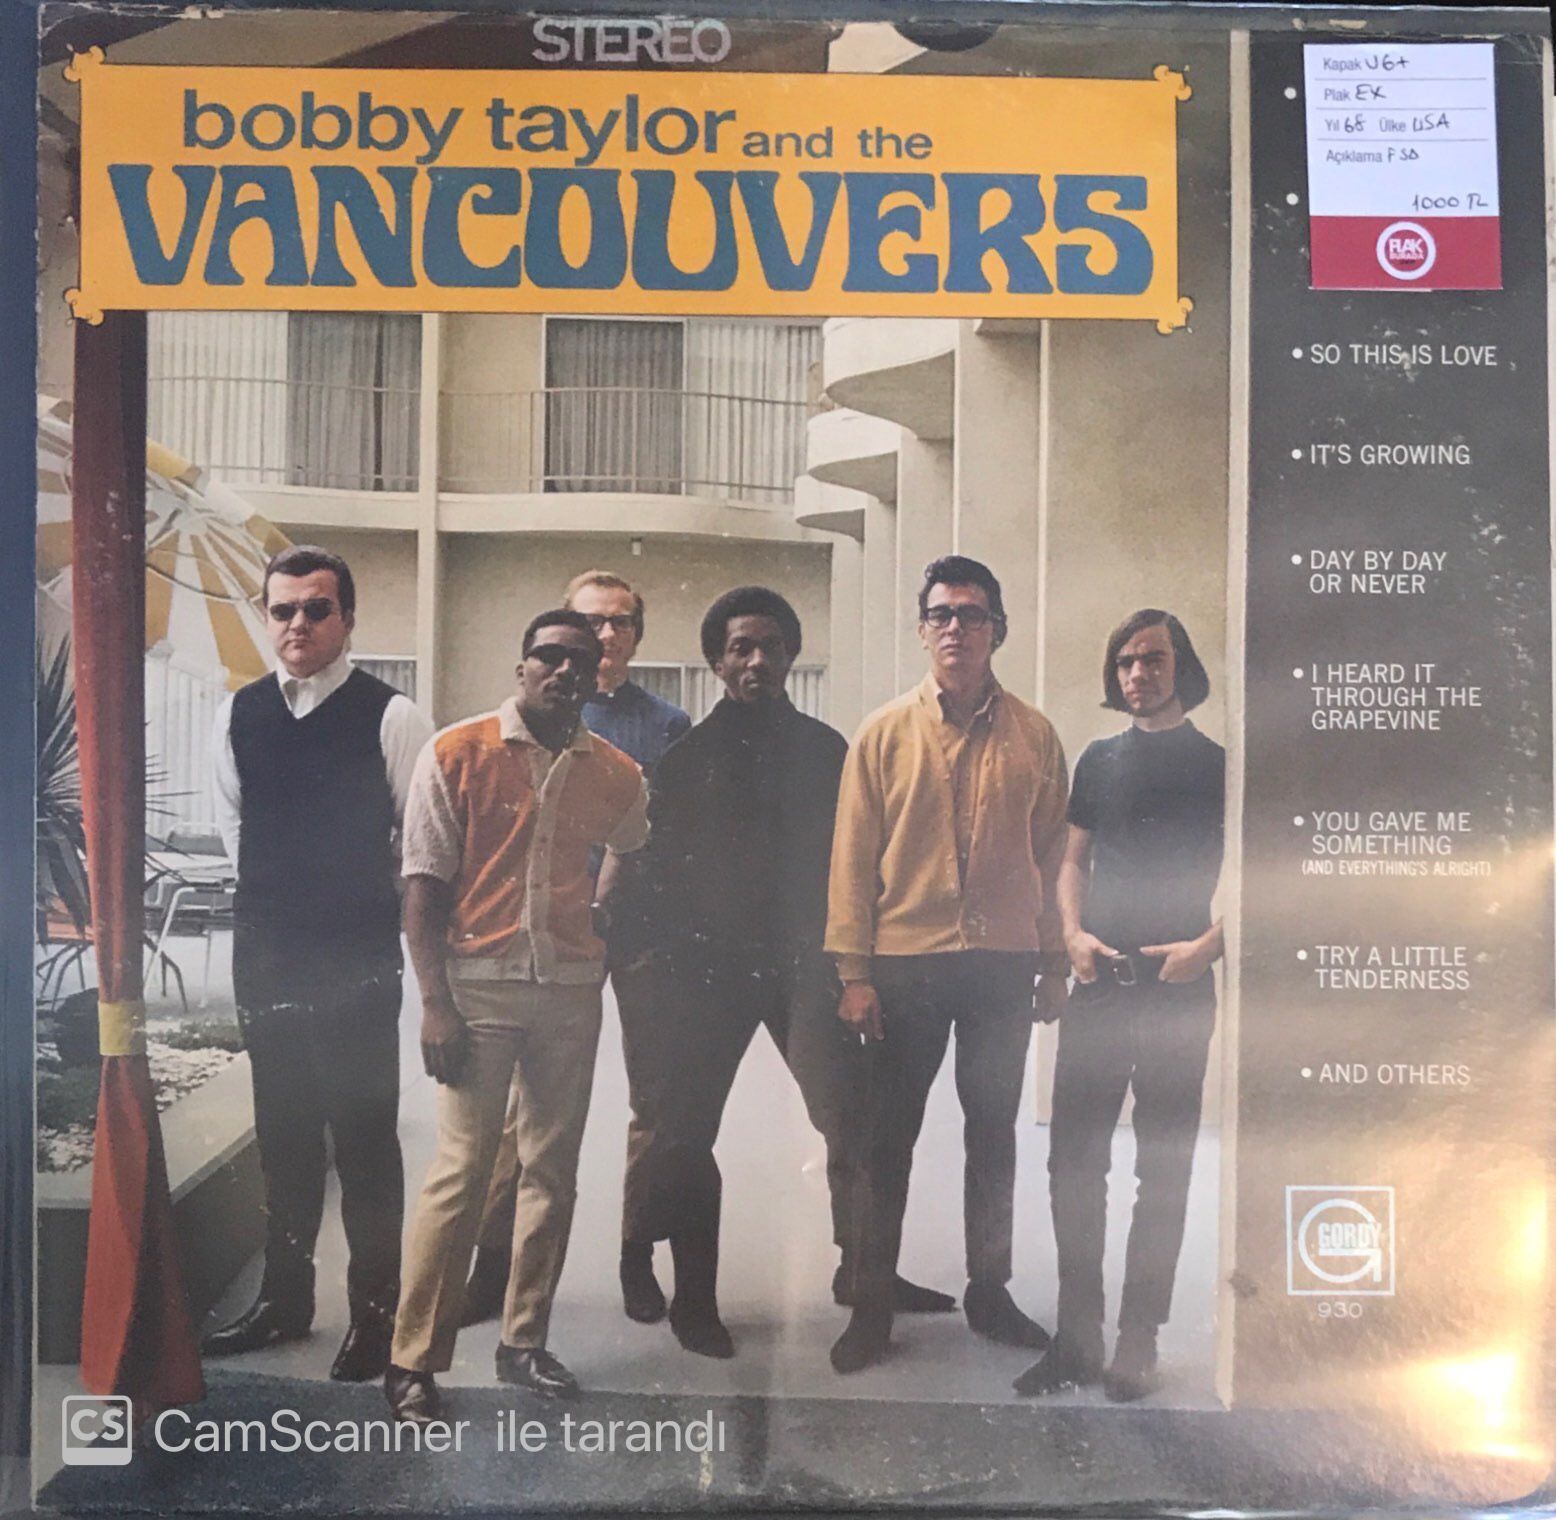 STEREO
bobby taylor and the
VANCOUVERS
Kapak VG+
Plak EX
Yıl 68 Ülke USA
Açıklama FSD
1000 TL
PLAK
BURADA
• SO THIS IS LOVE
• IT'S GROWING
• DAY BY DAY
OR NEVER
• I HEARD IT
THROUGH THE
GRAPEVINE
• YOU GAVE ME
SOMETHING
(AND EVERYTHING'S ALRIGHT)
• TRY A LITTLE
TENDERNESS
• AND OTHERS
GORDY
930
CS CamScanner ile tarandı